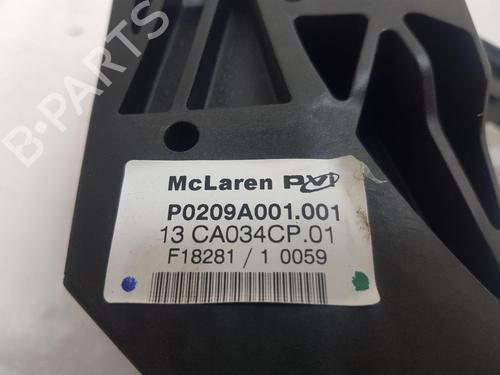 B-PARTS
McLaren
P0209A001.001
13 CA034CP.01
F18281 / 1 0059